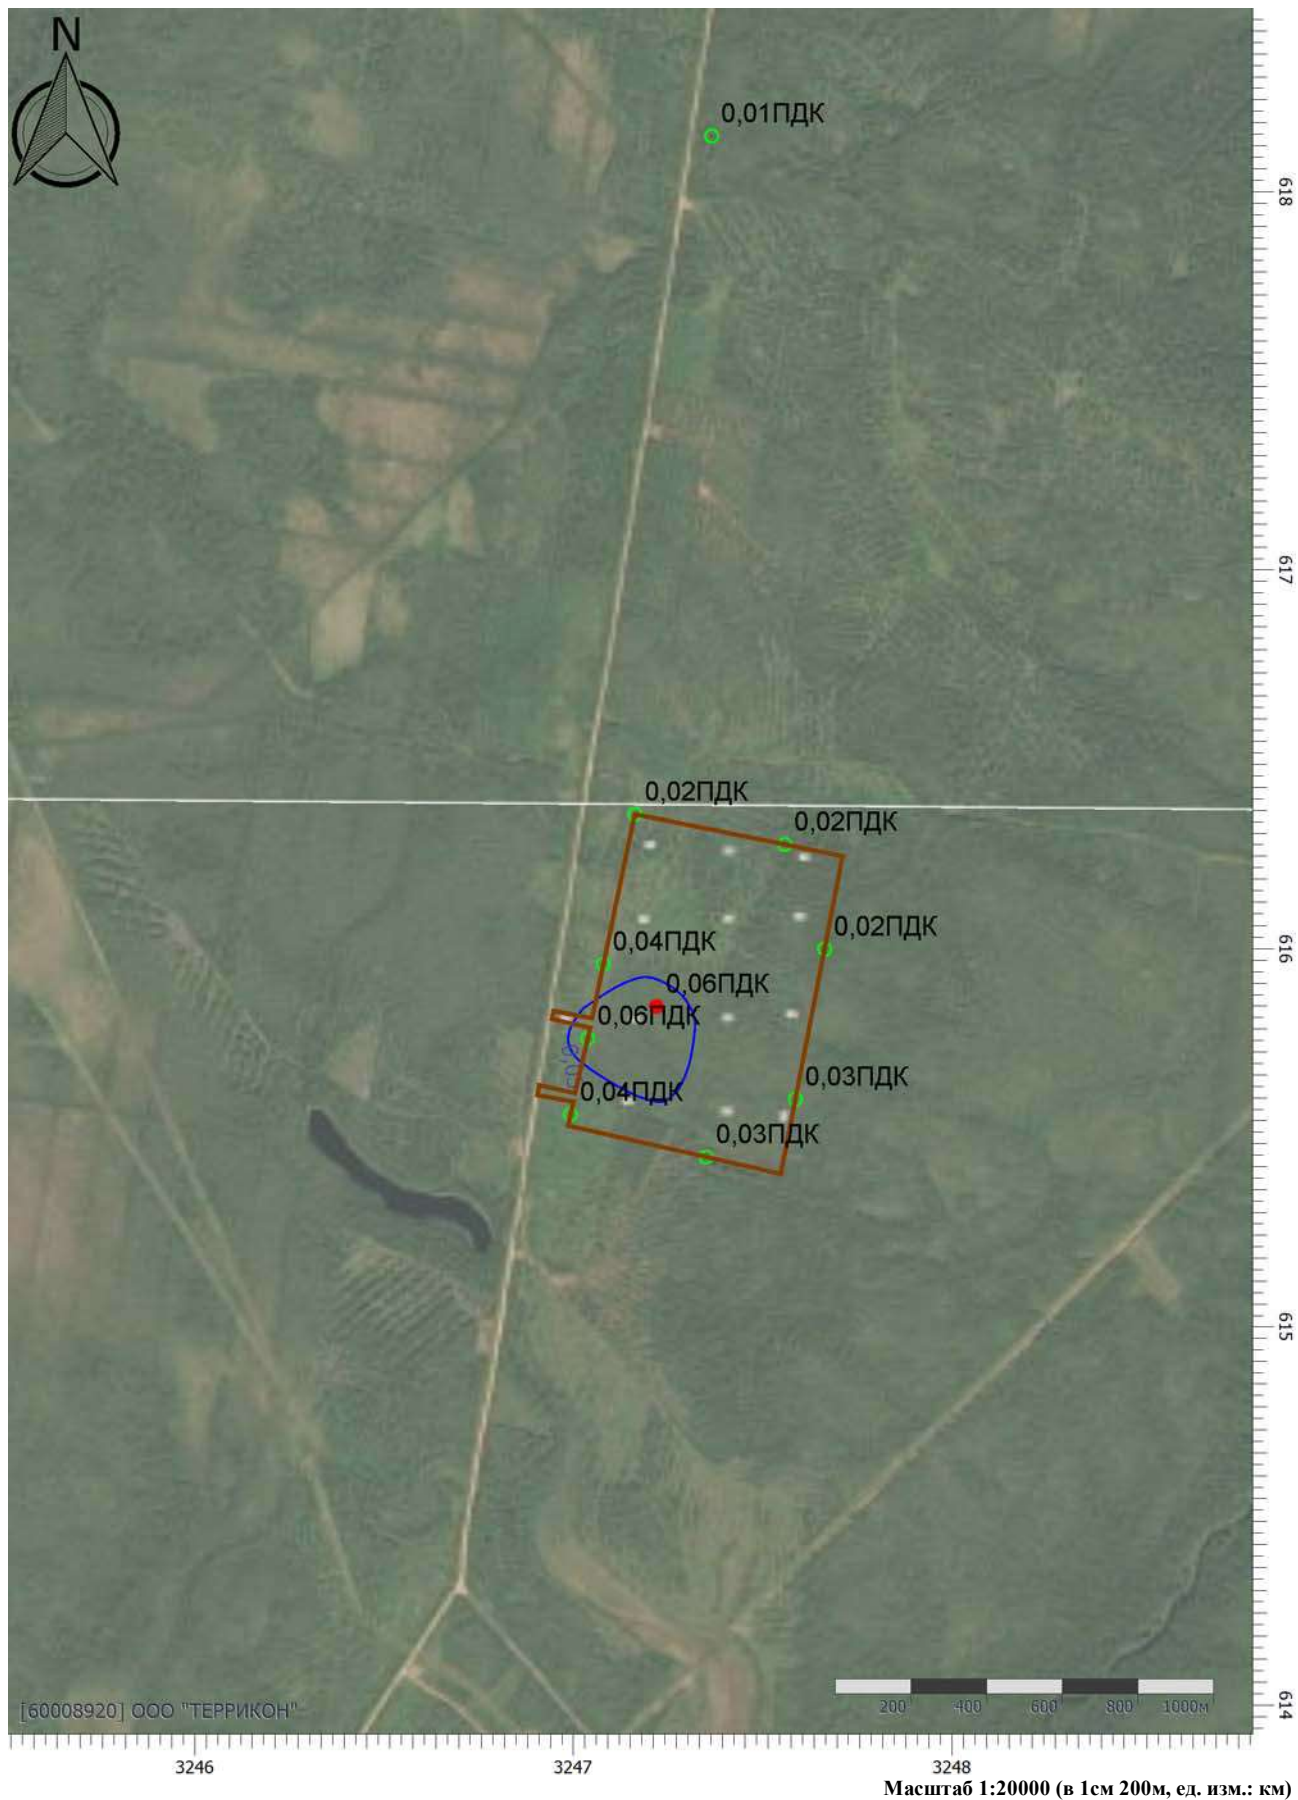 N
0,01ПДК
618
617
0,02ПДК
0,02ПДК
0,02ПДК
0,04ПДК
616
0,06ПДК
0,06ПДК
0,05
0,03ПДК
0,04ПДК
0,03ПДК
615
200 400 600 800 1000м
614
[60008920] ООО "ТЕРРИКОН"
3246 3247 3248
Масштаб 1:20000 (в 1см 200м, ед. изм.: км)